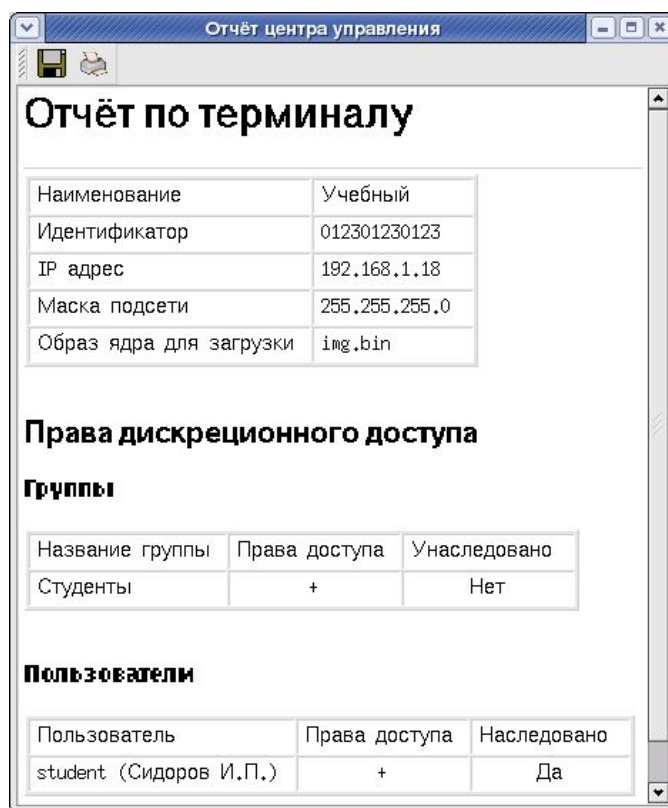 Отчёт центра управления
Отчёт по терминалу
Наименование Учебный
Идентификатор 012301230123
IP адрес 192.168.1.18
Маска подсети 255.255.255.0
Образ ядра для загрузки img.bin
Права дискреционного доступа
Группы
Название группы Права доступа Унаследовано
Студенты + Нет
Пользователи
Пользователь Права доступа Наследовано
student (Сидоров И.П.) + Да